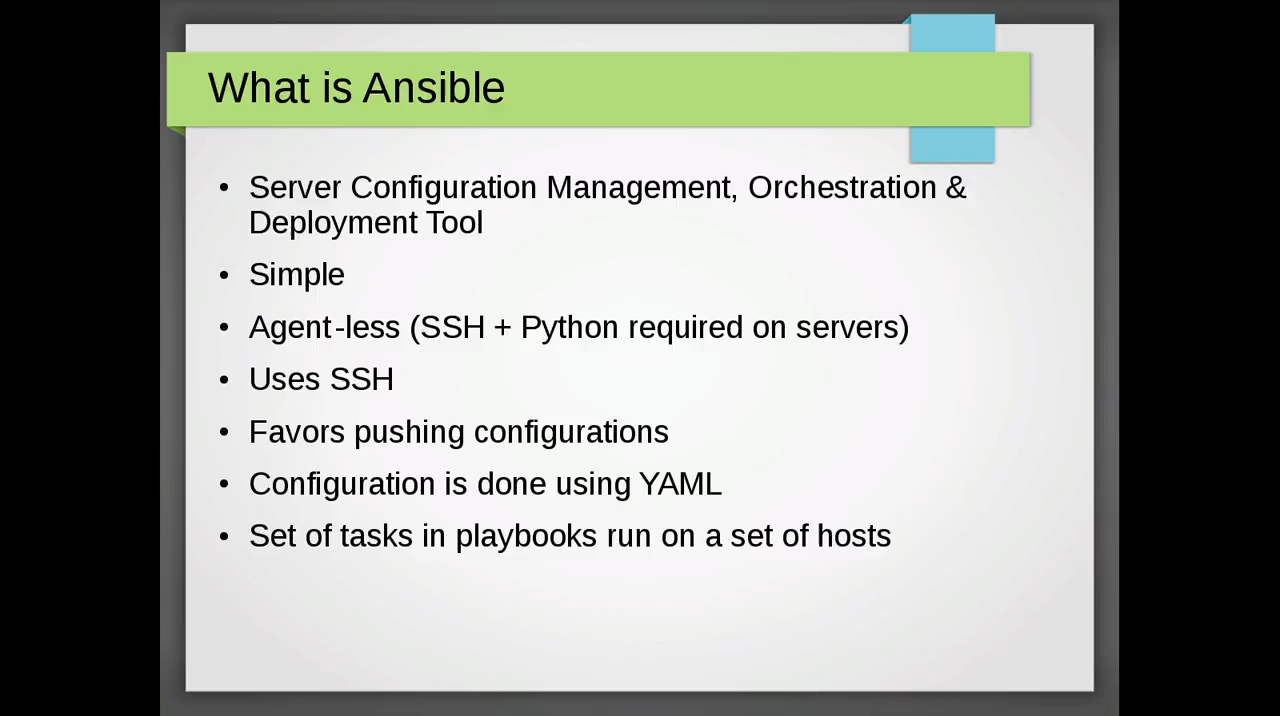 What is Ansible
• Server Configuration Management, Orchestration &
Deployment Tool
• Simple
• Agent-less (SSH + Python required on servers)
• Uses SSH
• Favors pushing configurations
• Configuration is done using YAML
• Set of tasks in playbooks run on a set of hosts